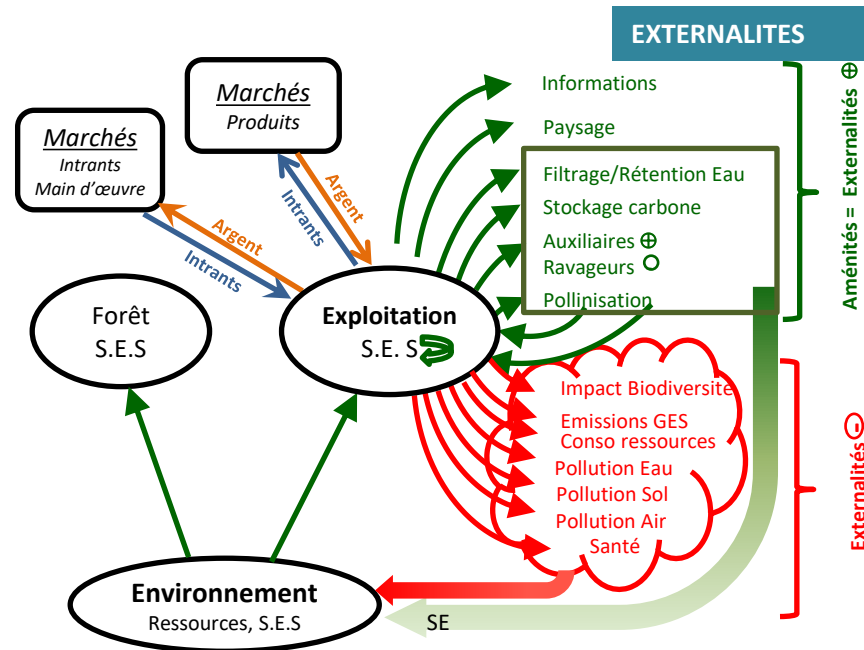 EXTERNALITES
Marchés
Produits
Marchés
Intrants
Main d’œuvre
Argent
Intrants
Argent
Intrants
Informations
Paysage
Filtrage/Rétention Eau
Stockage carbone
Auxiliaires ⊕
Ravageurs
Pollinisation
Aménités = Externalités ⊕
Forêt
S.E.S
Exploitation
S.E. S
Impact Biodiversité
Emissions GES
Conso ressources
Pollution Eau
Pollution Sol
Pollution Air
Santé
Externalités ⊖
Environnement
Ressources, S.E.S
SE